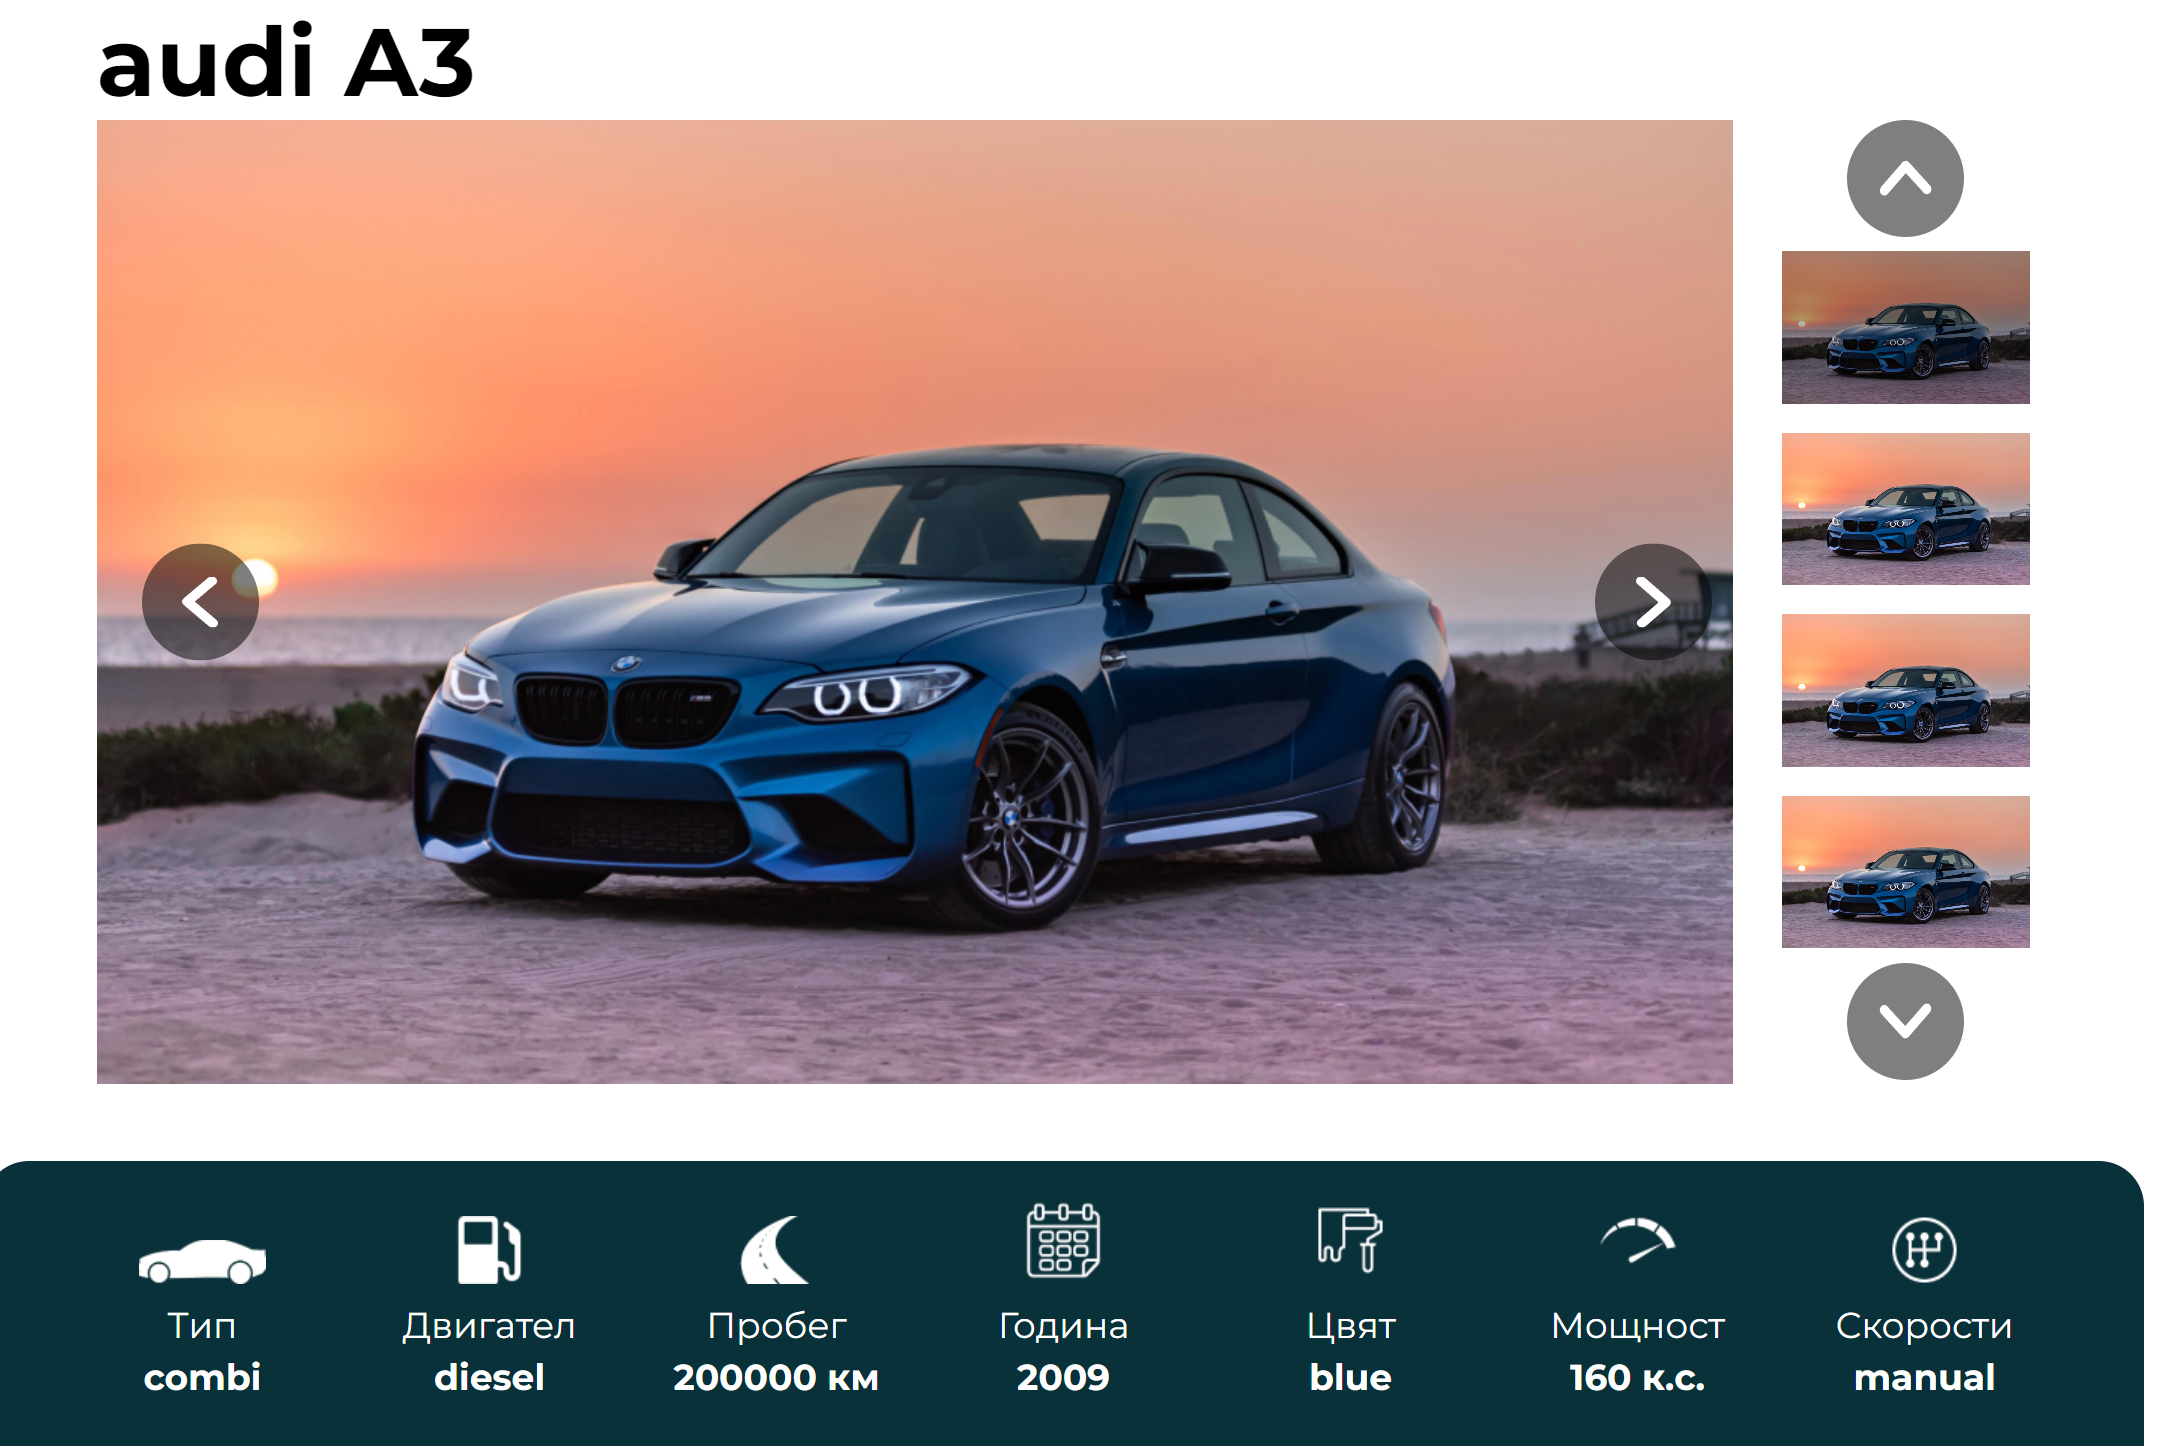 audi A3
Тип
combi
Двигател
diesel
Пробег
200000 км
Година
2009
Цвят
blue
Мощност
160 к.с.
Скорости
manual